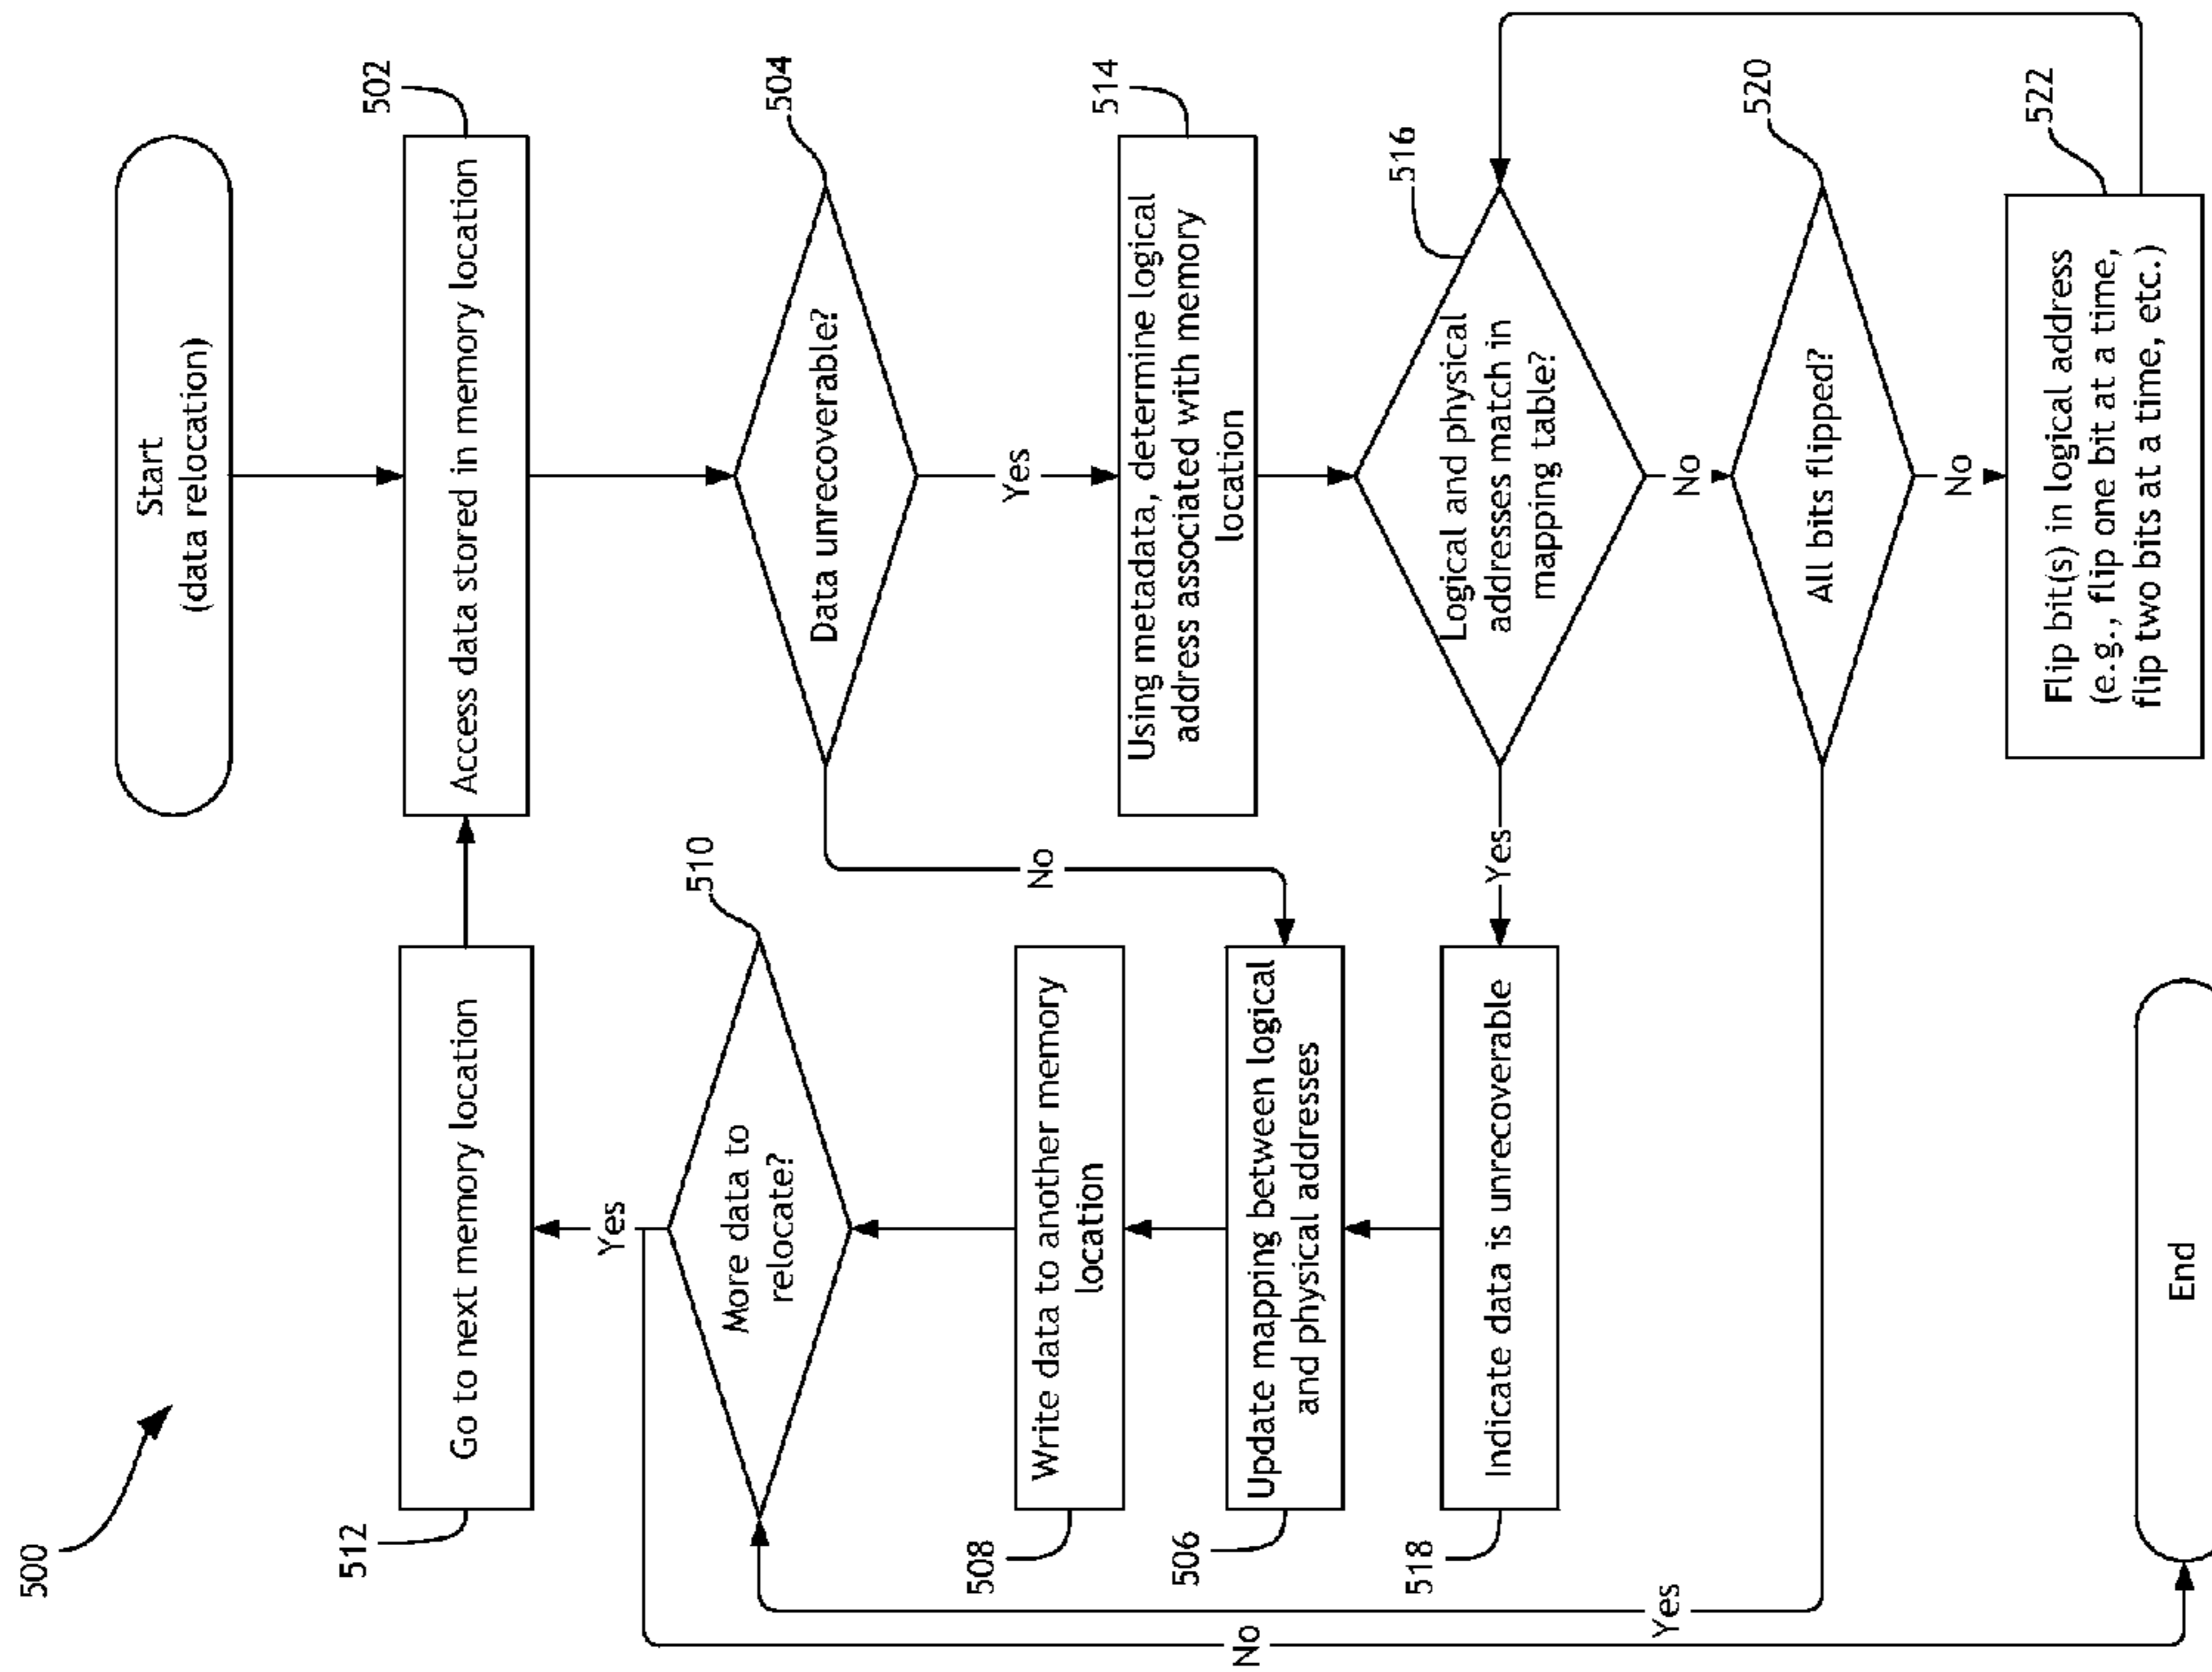 500
Start
(data relocation)
502
Access data stored in memory location
504
Data unrecoverable?
Yes
No
514
Using metadata, determine logical
address associated with memory
location
516
Logical and physical
addresses match in
mapping table?
Yes
No
520
All bits flipped?
Yes
No
522
Flip bit(s) in logical address
(e.g., flip one bit at a time,
flip two bits at a time, etc.)
512
Go to next memory location
Yes
510
More data to
relocate?
No
508
Write data to another memory
location
506
Update mapping between logical
and physical addresses
518
Indicate data is unrecoverable
End